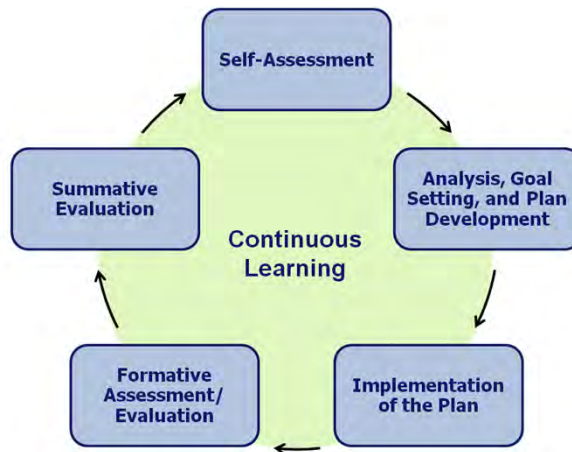 Self-Assessment
Analysis, Goal
Setting, and Plan
Development
Implementation
of the Plan
Formative
Assessment/
Evaluation
Summative
Evaluation
Continuous
Learning